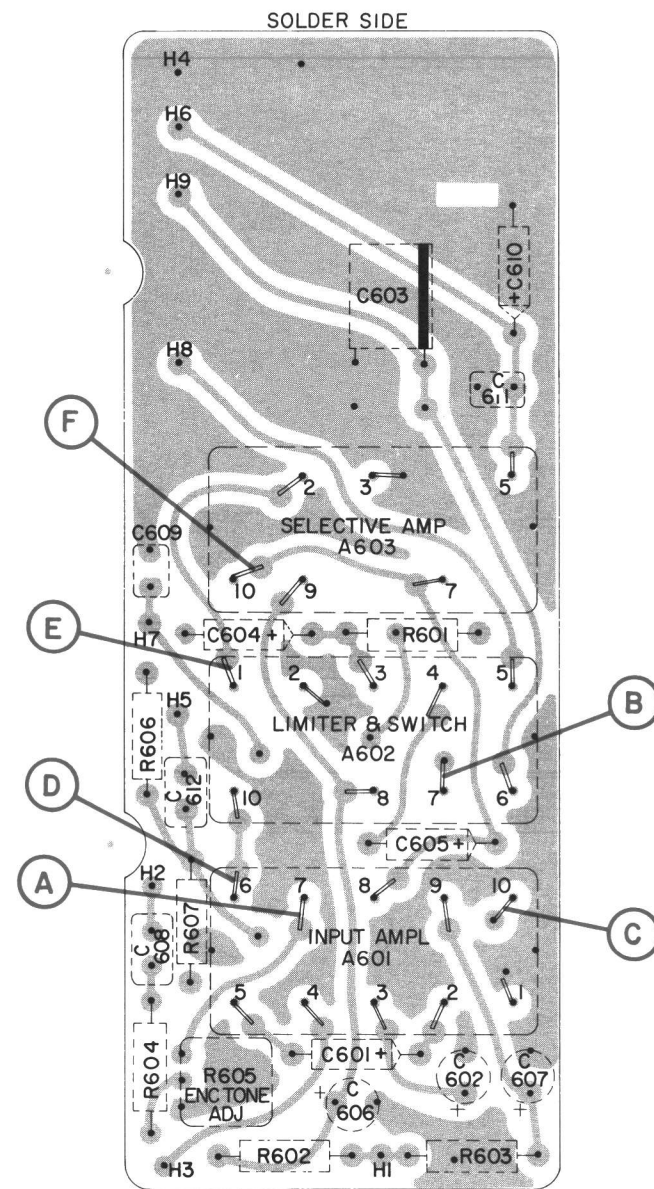 SOLDER SIDE
H4
H6
H9
C603
+C610
H8
C
611
F
2 3 5
SELECTIVE AMP
A603
C609
10 9 7
E
C604+ R601
H7
1 2 3 4 5
B
H5
LIMITER & SWITCH
A602
R606
C
612
D
10 8 7 6
C605+
A
6 7 8 9 10
H2
C
R607
C
608
INPUT AMPL
A601
5 4 3 2 1
R604
C601+
R605
ENC TONE
ADJ
C
602
C
607
+ C
606
+ +
R602 R603
H3 H1